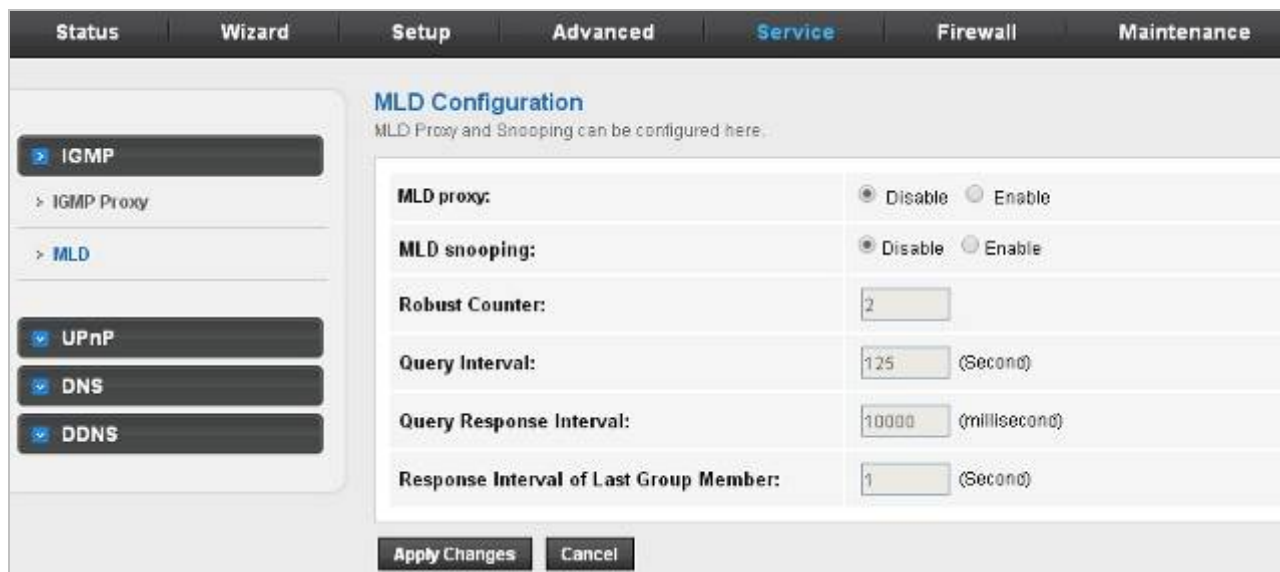 Status Wizard Setup Advanced Service Firewall Maintenance
IGMP
> IGMP Proxy
> MLD
UPnP
DNS
DDNS
MLD Configuration
MLD Proxy and Snooping can be configured here.
MLD proxy: Disable Enable
MLD snooping: Disable Enable
Robust Counter: 2
Query Interval: 125 (Second)
Query Response Interval: 10000 (millisecond)
Response Interval of Last Group Member: 1 (Second)
Apply Changes Cancel